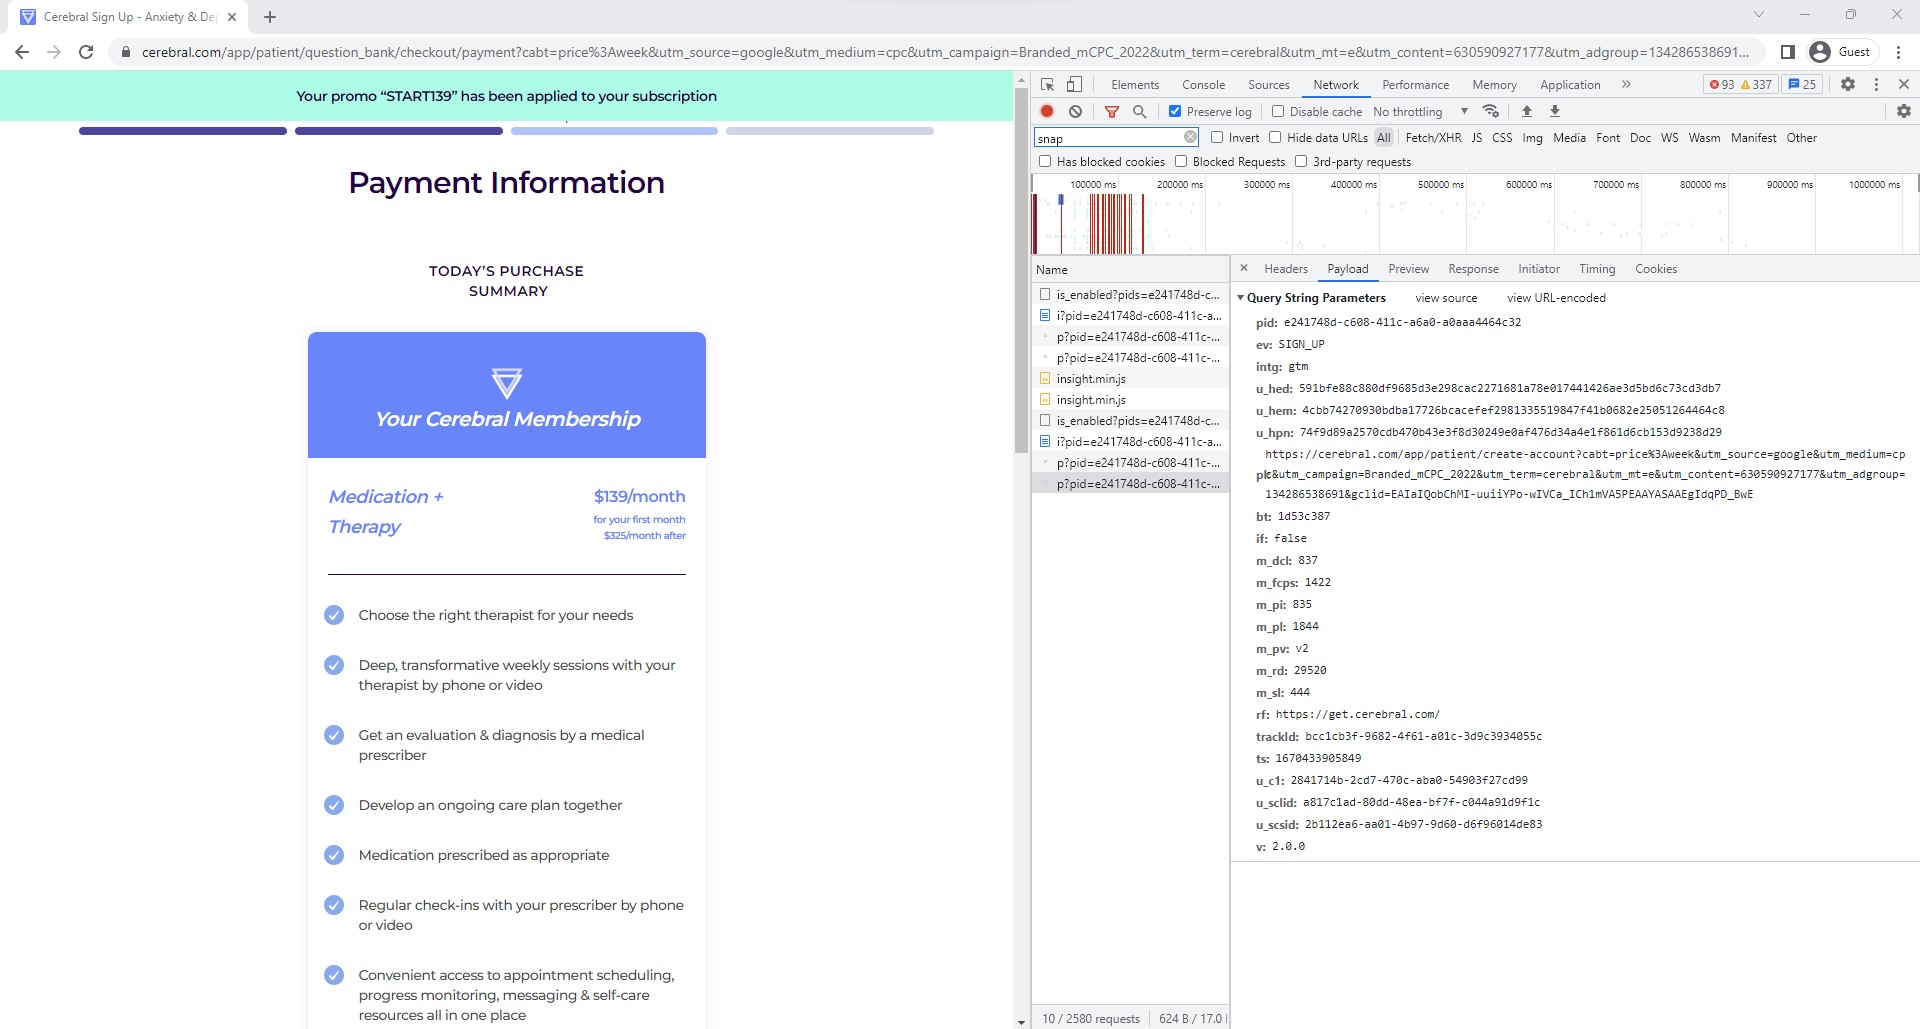 Cerebral Sign Up - Anxiety & De
cerebral.com/app/patient/question_bank/checkout/payment?cabt=price%3Aweek&utm_source=google&utm_medium=cpc&utm_campaign=Branded_mCPC_2022&utm_term=cerebral&utm_mt=e&utm_content=630590927177&utm_adgroup=134286538691...
Guest
Your promo “START139” has been applied to your subscription
Payment Information
TODAY’S PURCHASE
SUMMARY
Your Cerebral Membership
Medication +
Therapy
$139/month
for your first month
$325/month after
Choose the right therapist for your needs
Deep, transformative weekly sessions with your
therapist by phone or video
Get an evaluation & diagnosis by a medical
prescriber
Develop an ongoing care plan together
Medication prescribed as appropriate
Regular check-ins with your prescriber by phone
or video
Convenient access to appointment scheduling,
progress monitoring, messaging & self-care
resources all in one place
Elements Console Sources Network Performance Memory Application » 93 337 25
Preserve log Disable cache No throttling
snap Invert Hide data URLs All Fetch/XHR JS CSS Img Media Font Doc WS Wasm Manifest Other
Has blocked cookies Blocked Requests 3rd-party requests
100000 ms 200000 ms 300000 ms 400000 ms 500000 ms 600000 ms 700000 ms 800000 ms 900000 ms 1000000 ms
Name
is_enabled?pids=e241748d-c...
i?pid=e241748d-c608-411c-a...
p?pid=e241748d-c608-411c-...
p?pid=e241748d-c608-411c-...
insight.min.js
insight.min.js
is_enabled?pids=e241748d-c...
i?pid=e241748d-c608-411c-a...
p?pid=e241748d-c608-411c-...
p?pid=e241748d-c608-411c-...
10 / 2580 requests 624 B / 17.0
Headers Payload Preview Response Initiator Timing Cookies
Query String Parameters view source view URL-encoded
pid: e241748d-c608-411c-a6a0-a0aaa4464c32
ev: SIGN_UP
intg: gtm
u_hed: 591bfe88c880df9685d3e298cac2271681a78e017441426ae3d5bd6c73cd3db7
u_hem: 4cbb74270930bdba17726bcacefef2981335519847f41b0682e25051264464c8
u_hpn: 74f9d89a2570cdb470b43e3f8d30249e0af476d34a4e1f861d6cb153d9238d29
https://cerebral.com/app/patient/create-account?cabt=price%3Aweek&utm_source=google&utm_medium=cp
c&utm_campaign=Branded_mCPC_2022&utm_term=cerebral&utm_mt=e&utm_content=630590927177&utm_adgroup=
134286538691&gclid=EAIaIQobChMI-uuiiYPo-wIVCa_ICh1mVA5PEAAYASAAEgIdqPD_BwE
bt: 1d53c387
if: false
m_dcl: 837
m_fcps: 1422
m_pi: 835
m_pl: 1844
m_pv: v2
m_rd: 29520
m_sl: 444
rf: https://get.cerebral.com/
trackId: bcc1cb3f-9682-4f61-a01c-3d9c3934055c
ts: 1670433905849
u_c1: 2841714b-2cd7-470c-aba0-54903f27cd99
u_sclid: a817c1ad-80dd-48ea-bf7f-c044a91d9f1c
u_scsid: 2b112ea6-aa01-4b97-9d60-d6f96014de83
v: 2.0.0